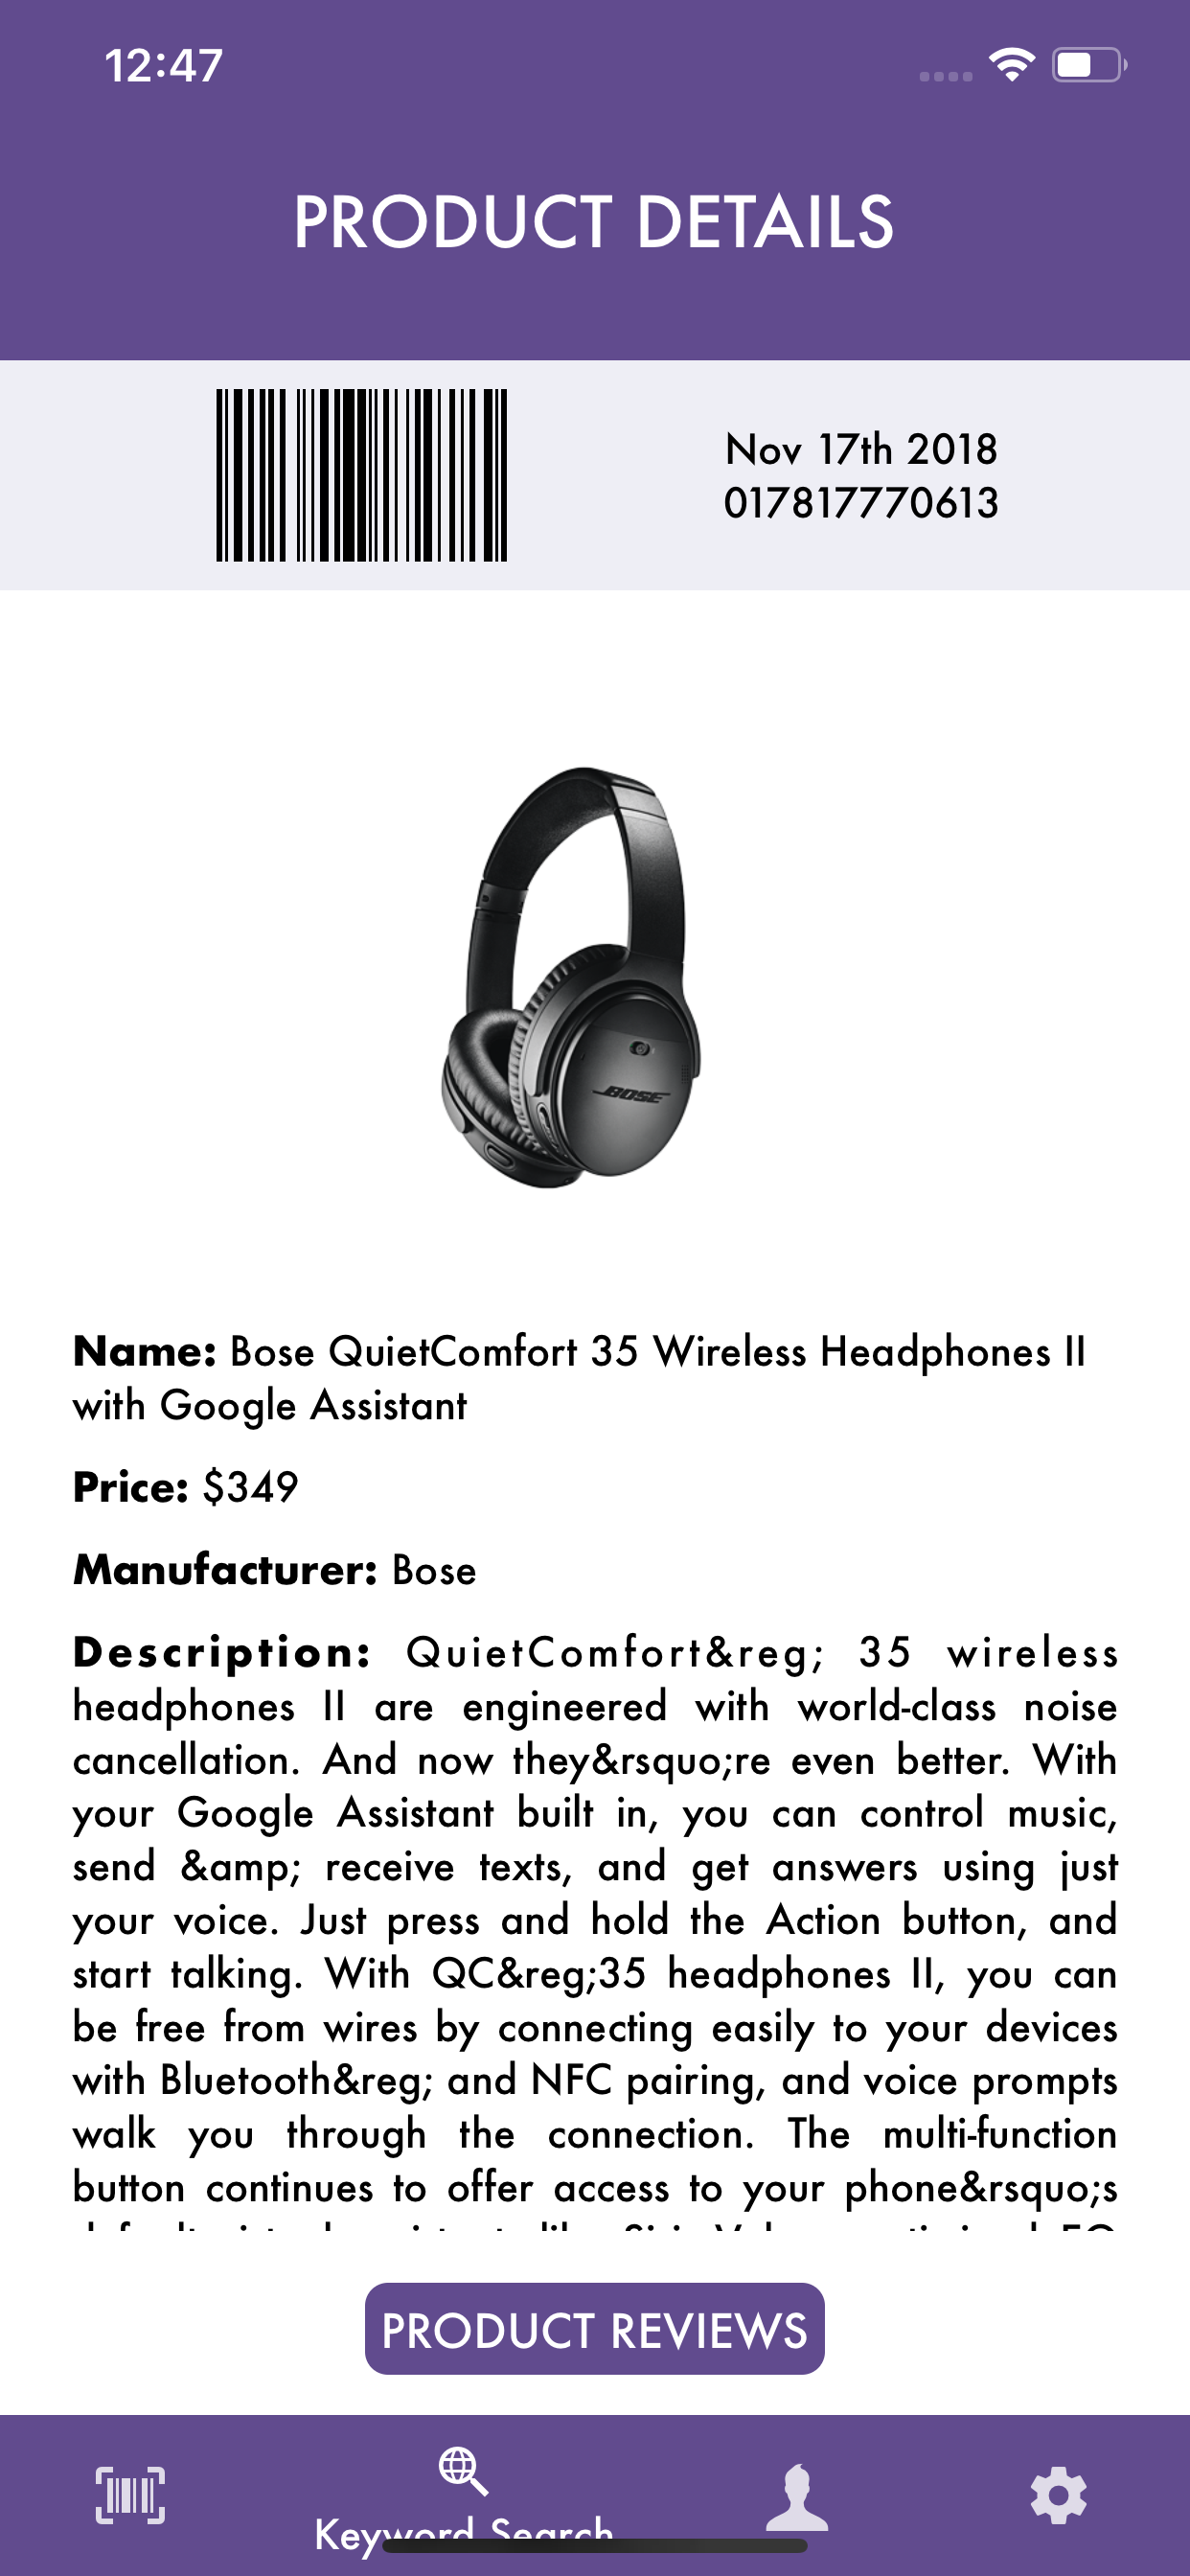 12:47
PRODUCT DETAILS
Nov 17th 2018
017817770613
BOSE
Name: Bose QuietComfort 35 Wireless Headphones II
with Google Assistant
Price: $349
Manufacturer: Bose
Description: QuietComfort&reg; 35 wireless
headphones II are engineered with world-class noise
cancellation. And now they&rsquo;re even better. With
your Google Assistant built in, you can control music,
send &amp; receive texts, and get answers using just
your voice. Just press and hold the Action button, and
start talking. With QC&reg;35 headphones II, you can
be free from wires by connecting easily to your devices
with Bluetooth&reg; and NFC pairing, and voice prompts
walk you through the connection. The multi-function
button continues to offer access to your phone&rsquo;s
PRODUCT REVIEWS
Keyword Search